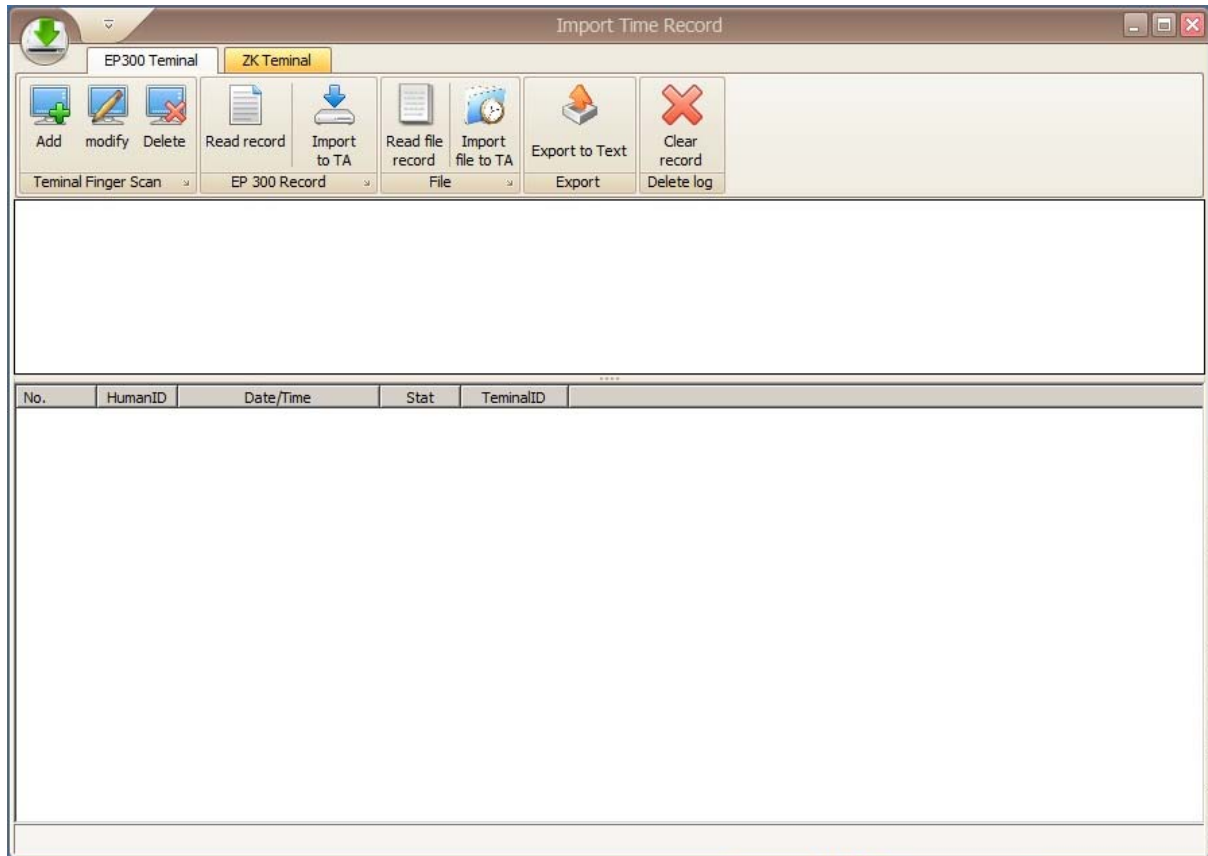 Import Time Record
EP300 Teminal ZK Teminal
Add modify Delete Read record Import to TA Read file record Import file to TA Export to Text Clear record
Teminal Finger Scan EP 300 Record File Export Delete log
No. HumanID Date/Time Stat TeminalID